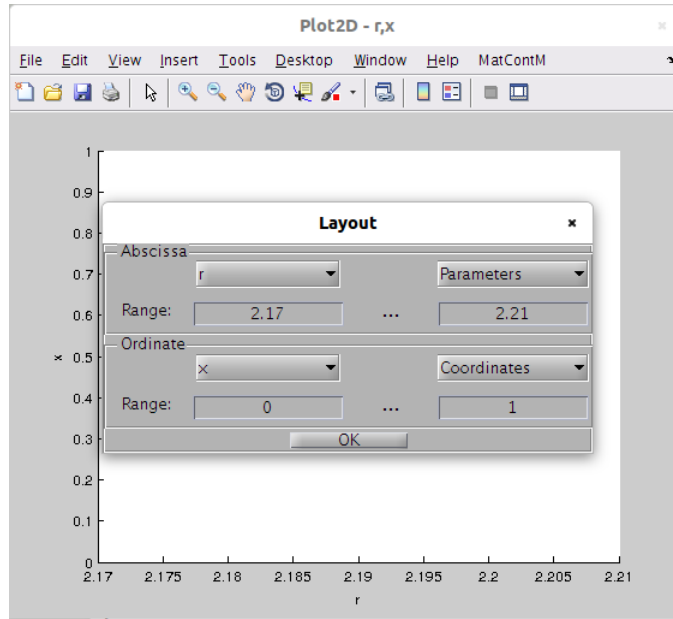 Plot2D - r,x
File Edit View Insert Tools Desktop Window Help MatContM
1
0.9
0.8
0.7
0.6
0.5
0.4
0.3
0.2
0.1
0
x
Layout
Abscissa
r Parameters
Range: 2.17 ... 2.21
Ordinate
x Coordinates
Range: 0 ... 1
OK
2.17 2.175 2.18 2.185 2.19 2.195 2.2 2.205 2.21
r